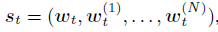 $s_t = (w_t, w_t^{(1)}, \ldots, w_t^{(N)}),$